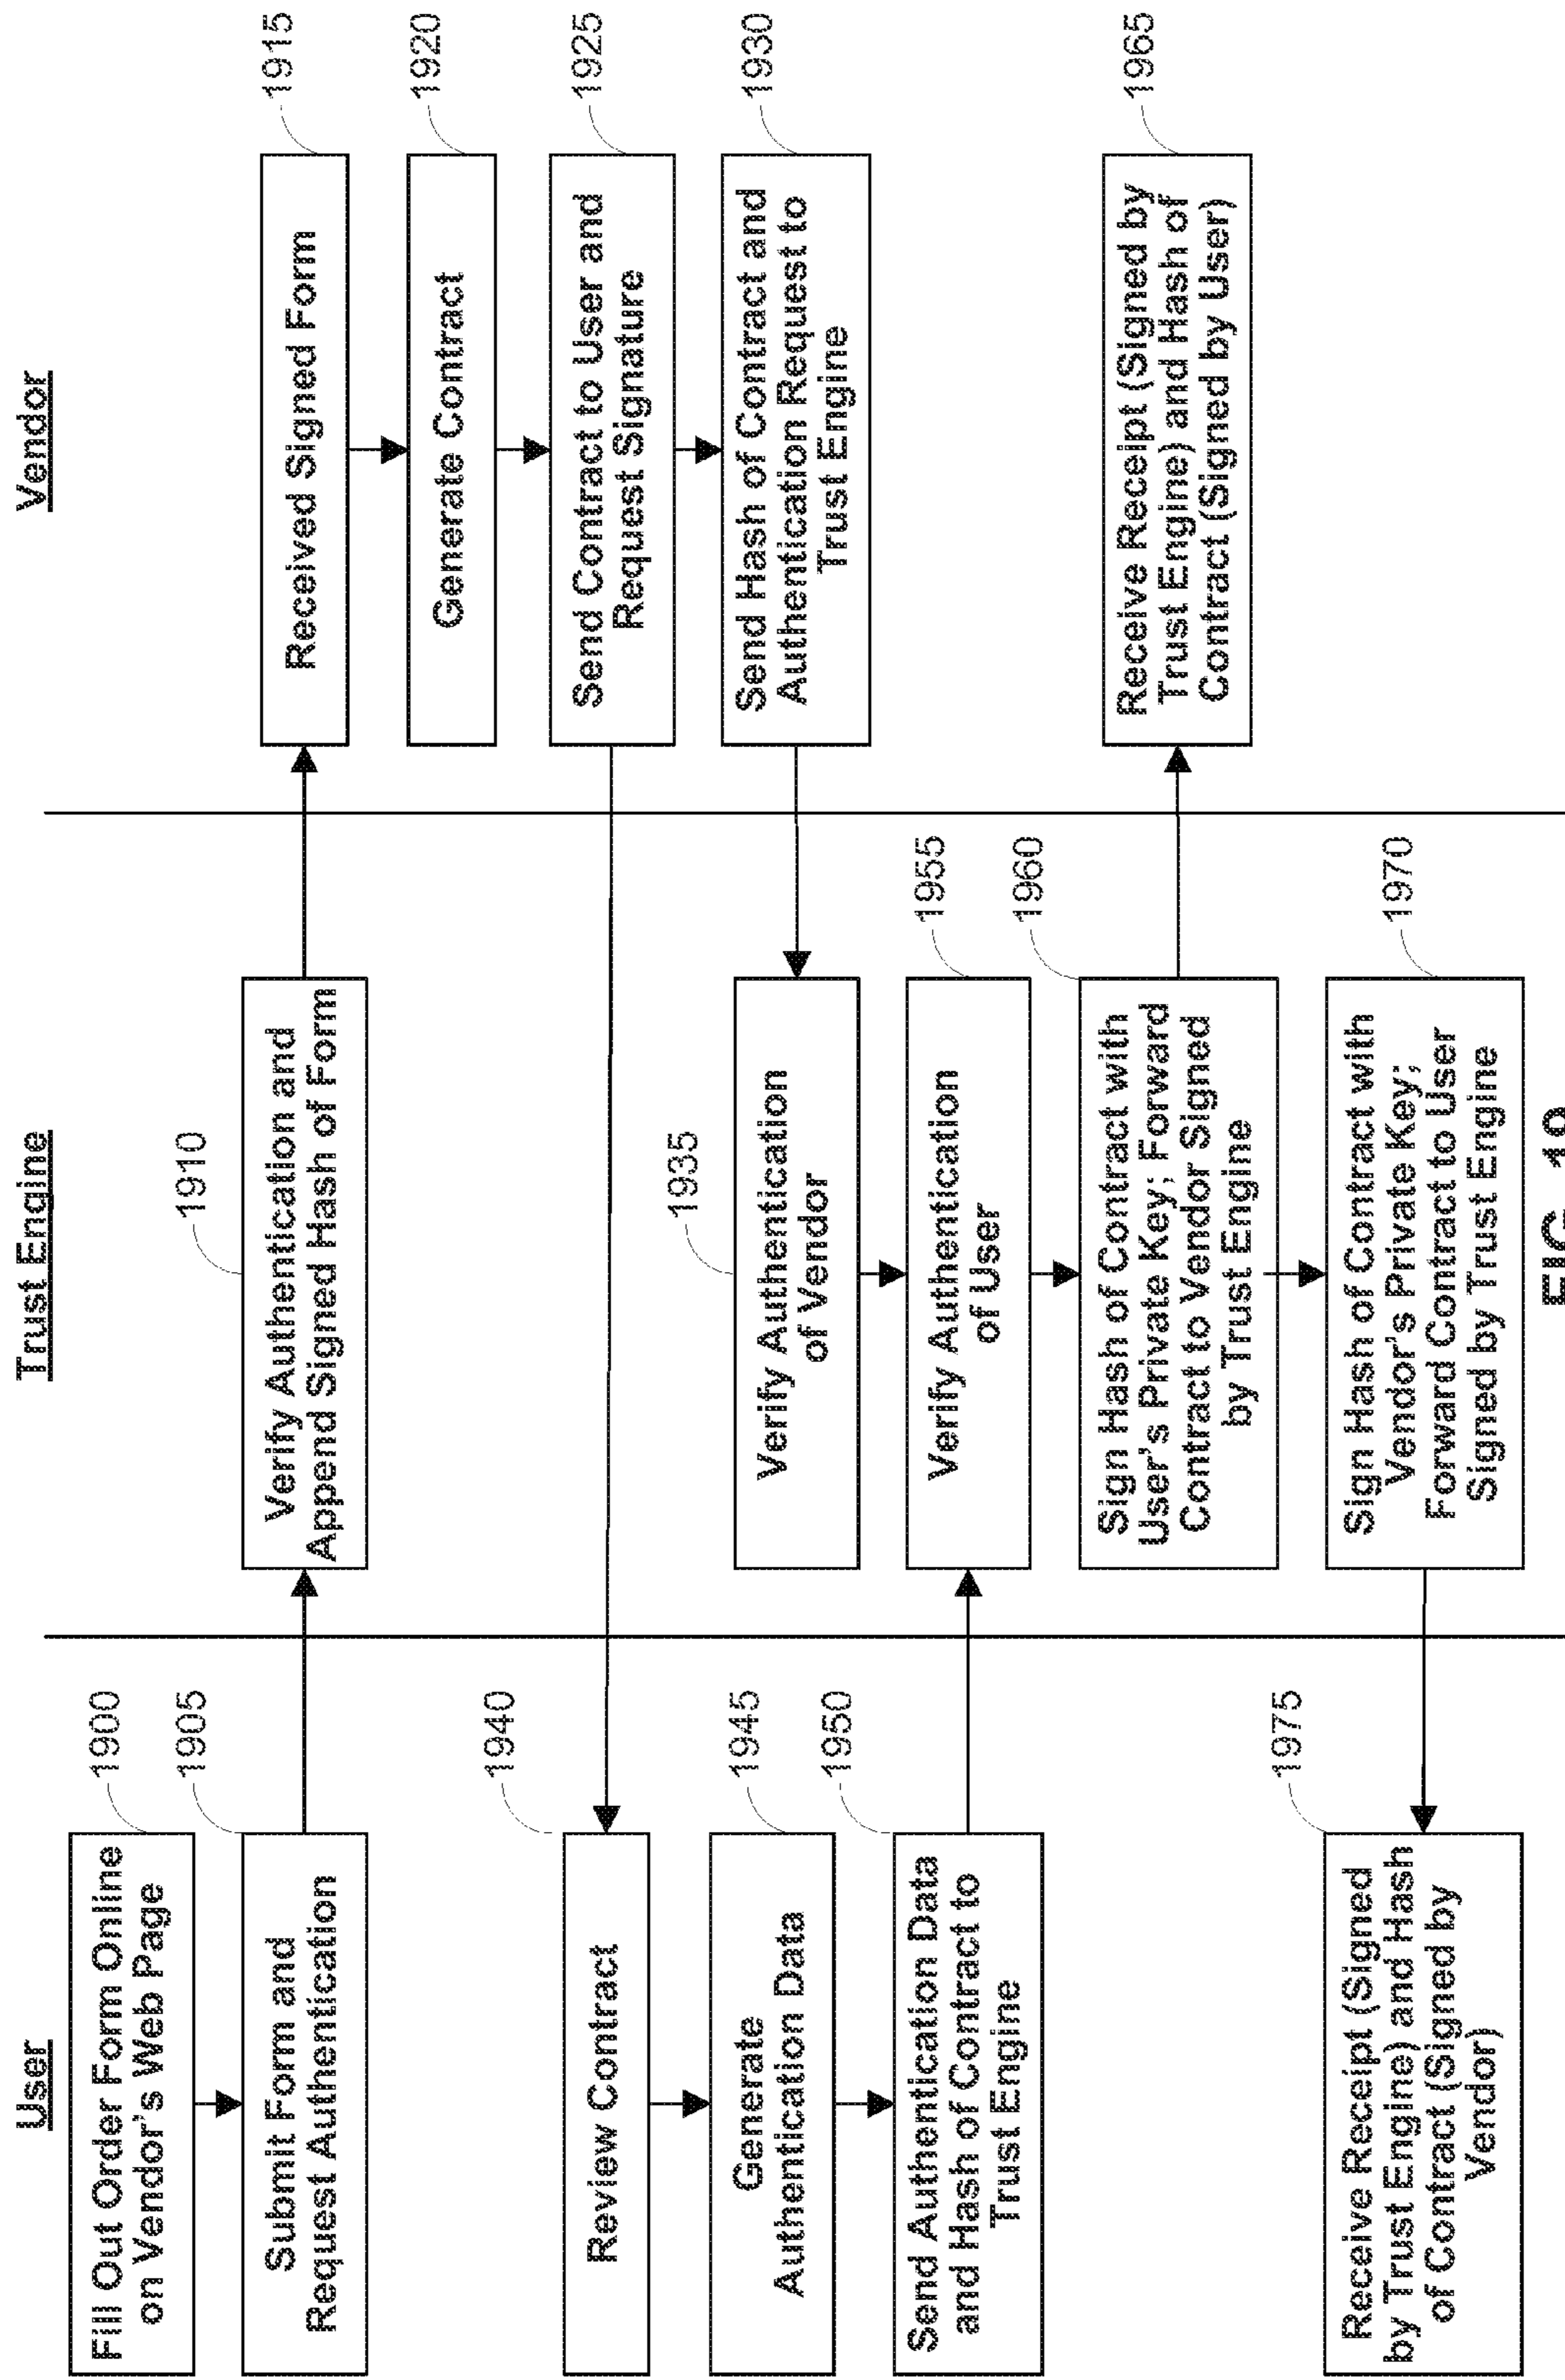 User
Trust Engine
Vendor
1900
Fill Out Order Form Online
on Vendor's Web Page
1905
Submit Form and
Request Authentication
1910
Verify Authentication and
Append Signed Hash of Form
1915
Received Signed Form
1920
Generate Contract
1925
Send Contract to User and
Request Signature
1930
Send Hash of Contract and
Authentication Request to
Trust Engine
1935
Verify Authentication
of Vendor
1940
Review Contract
1945
Generate
Authentication Data
1950
Send Authentication Data
and Hash of Contract to
Trust Engine
1955
Verify Authentication
of User
1960
Sign Hash of Contract with
User's Private Key; Forward
Contract to Vendor Signed
by Trust Engine
1965
Receive Receipt (Signed by
Trust Engine) and Hash of
Contract (Signed by User)
1970
Sign Hash of Contract with
Vendor's Private Key;
Forward Contract to User
Signed by Trust Engine
1975
Receive Receipt (Signed
by Trust Engine) and Hash
of Contract (Signed by
Vendor)
FIG.